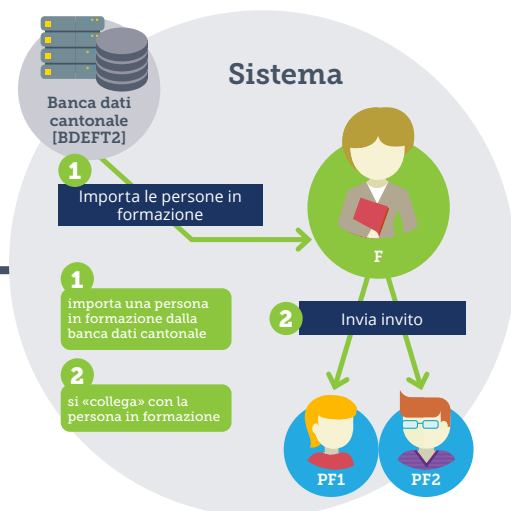 Sistema
Banca dati
cantonale
[BDEFT2]
1
Importa le persone in
formazione
F
1
importa una persona
in formazione dalla
banca dati cantonale
2
Invia invito
2
si «collega» con la
persona in formazione
PF1
PF2